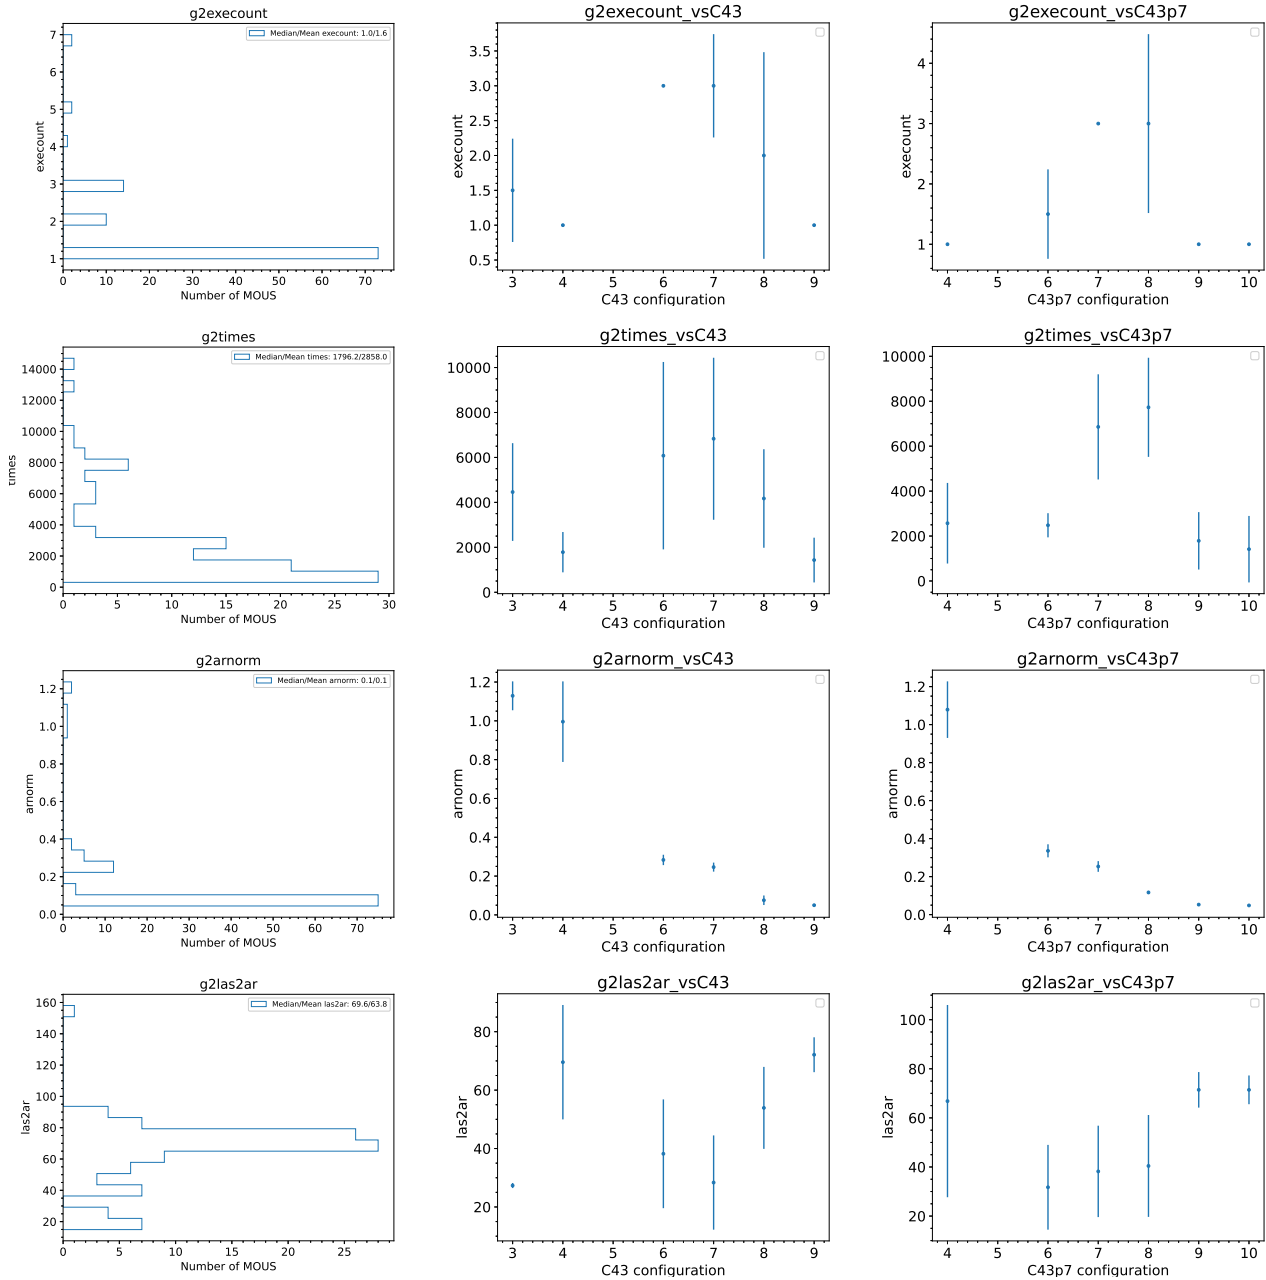 g2execount
g2execount_vsC43
g2execount_vsC43p7
Median/Mean execount: 1.0/1.6
7
6
5
4
3
2
1
execount
0 10 20 30 40 50 60 70
Number of MOUS
3.5
3.0
2.5
2.0
1.5
1.0
0.5
execount
3 4 5 6 7 8 9
C43 configuration
4
3
2
1
execount
4 5 6 7 8 9 10
C43p7 configuration
g2times
g2times_vsC43
g2times_vsC43p7
Median/Mean times: 1796.2/2858.0
14000
12000
10000
8000
6000
4000
2000
0
times
0 5 10 15 20 25 30
Number of MOUS
10000
8000
6000
4000
2000
0
times
3 4 5 6 7 8 9
C43 configuration
10000
8000
6000
4000
2000
0
times
4 5 6 7 8 9 10
C43p7 configuration
g2arnorm
g2arnorm_vsC43
g2arnorm_vsC43p7
Median/Mean arnorm: 0.1/0.1
1.2
1.0
0.8
0.6
0.4
0.2
0.0
arnorm
0 10 20 30 40 50 60 70
Number of MOUS
1.2
1.0
0.8
0.6
0.4
0.2
0.0
arnorm
3 4 5 6 7 8 9
C43 configuration
1.2
1.0
0.8
0.6
0.4
0.2
0.0
arnorm
4 5 6 7 8 9 10
C43p7 configuration
g2las2ar
g2las2ar_vsC43
g2las2ar_vsC43p7
Median/Mean las2ar: 69.6/63.8
160
140
120
100
80
60
40
20
las2ar
0 5 10 15 20 25
Number of MOUS
80
60
40
20
las2ar
3 4 5 6 7 8 9
C43 configuration
100
80
60
40
20
las2ar
4 5 6 7 8 9 10
C43p7 configuration